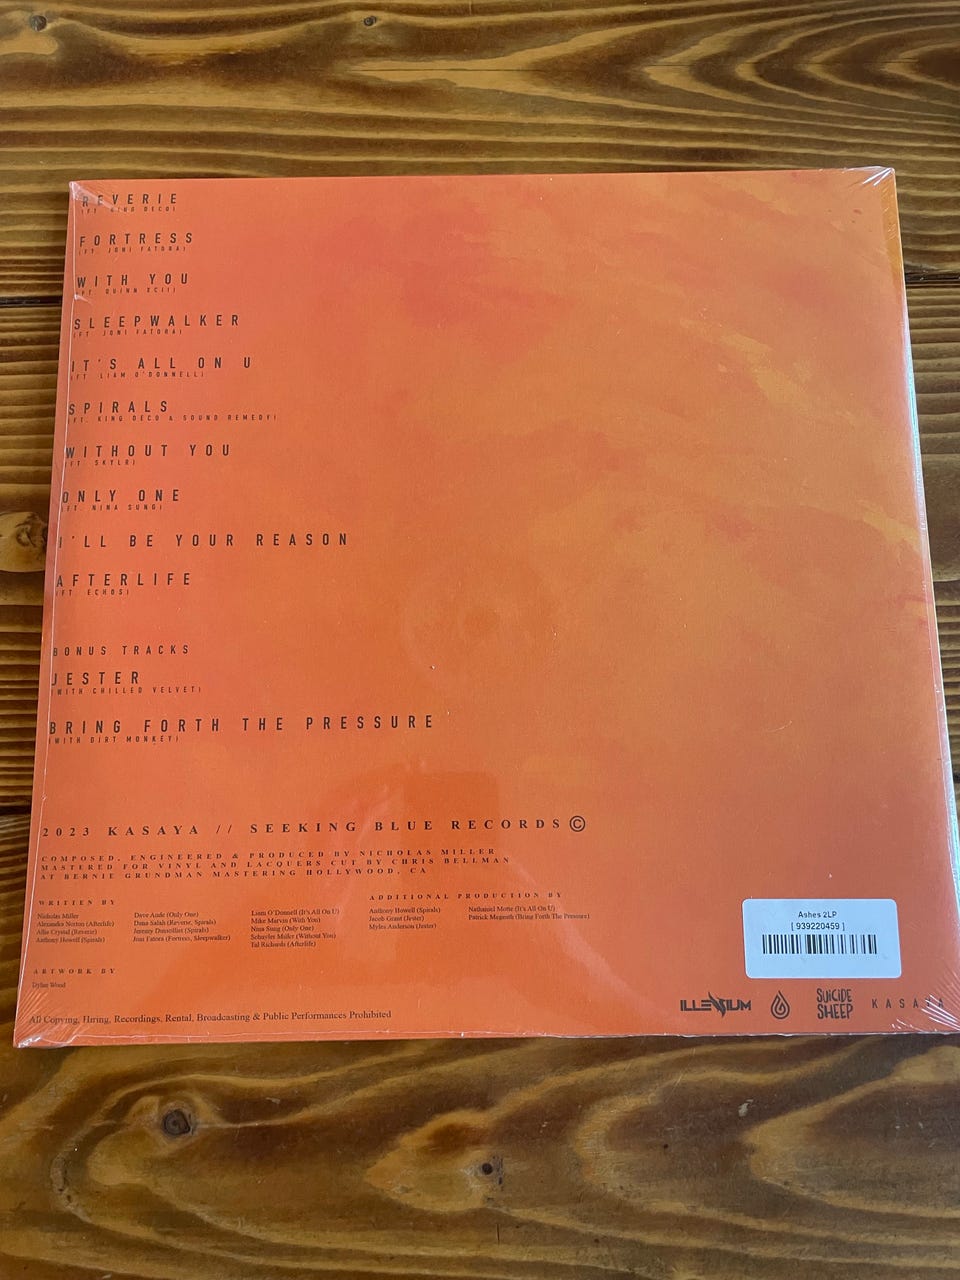 REVERIE
(FT. KING DECO)
FORTRESS
(FT. JONI FATORA)
WITH YOU
(FT QUINN XCII)
SLEEPWALKER
(FT. JONI FATORA)
IT'S ALL ON U
(FT. LIAM O'DONNELL)
SPIRALS
(FT. KING DECO & SOUND REMEDY)
WITHOUT YOU
(FT. SKYLR)
ONLY ONE
(FT. NINA SUNG)
I'LL BE YOUR REASON
AFTERLIFE
(FT. ECHOS)
BONUS TRACKS
JESTER
(WITH CHILLED VELVET)
BRING FORTH THE PRESSURE
(WITH DIRT MONKEY)
2023 KASAYA // SEEKING BLUE RECORDS ©
COMPOSED, ENGINEERED & PRODUCED BY NICHOLAS MILLER
MASTERED FOR VINYL AND LACQUERS CUT BY CHRIS BELLMAN
AT BERNIE GRUNDMAN MASTERING HOLLYWOOD, CA
WRITTEN BY
Nicholas Miller
Alexandra Norton (Afterlife)
Allie Crystal (Reverie)
Anthony Howell (Spirals)
Dave Aude (Only One)
Dana Salah (Reverse, Spirals)
Jeremy Dussolliet (Spirals)
Joni Fatora (Fortress, Sleepwalker)
Liam O'Donnell (It's All On U)
Mike Marvin (With You)
Nina Sung (Only One)
Schuyler Müller (Without You)
Tal Richards (Afterlife)
ADDITIONAL PRODUCTION BY
Anthony Howell (Spirals)
Jacob Grant (Jester)
Myles Anderson (Jester)
Nathaniel Motte (It's All On U)
Patrick Megeath (Bring Forth The Pressure)
ARTWORK BY
Dylan Wood
All Copying, Hiring, Recordings, Rental, Broadcasting & Public Performances Prohibited
Ashes 2LP
[ 939220459 ]
ILLENIUM
SUICIDE
SHEEP
KASAYA